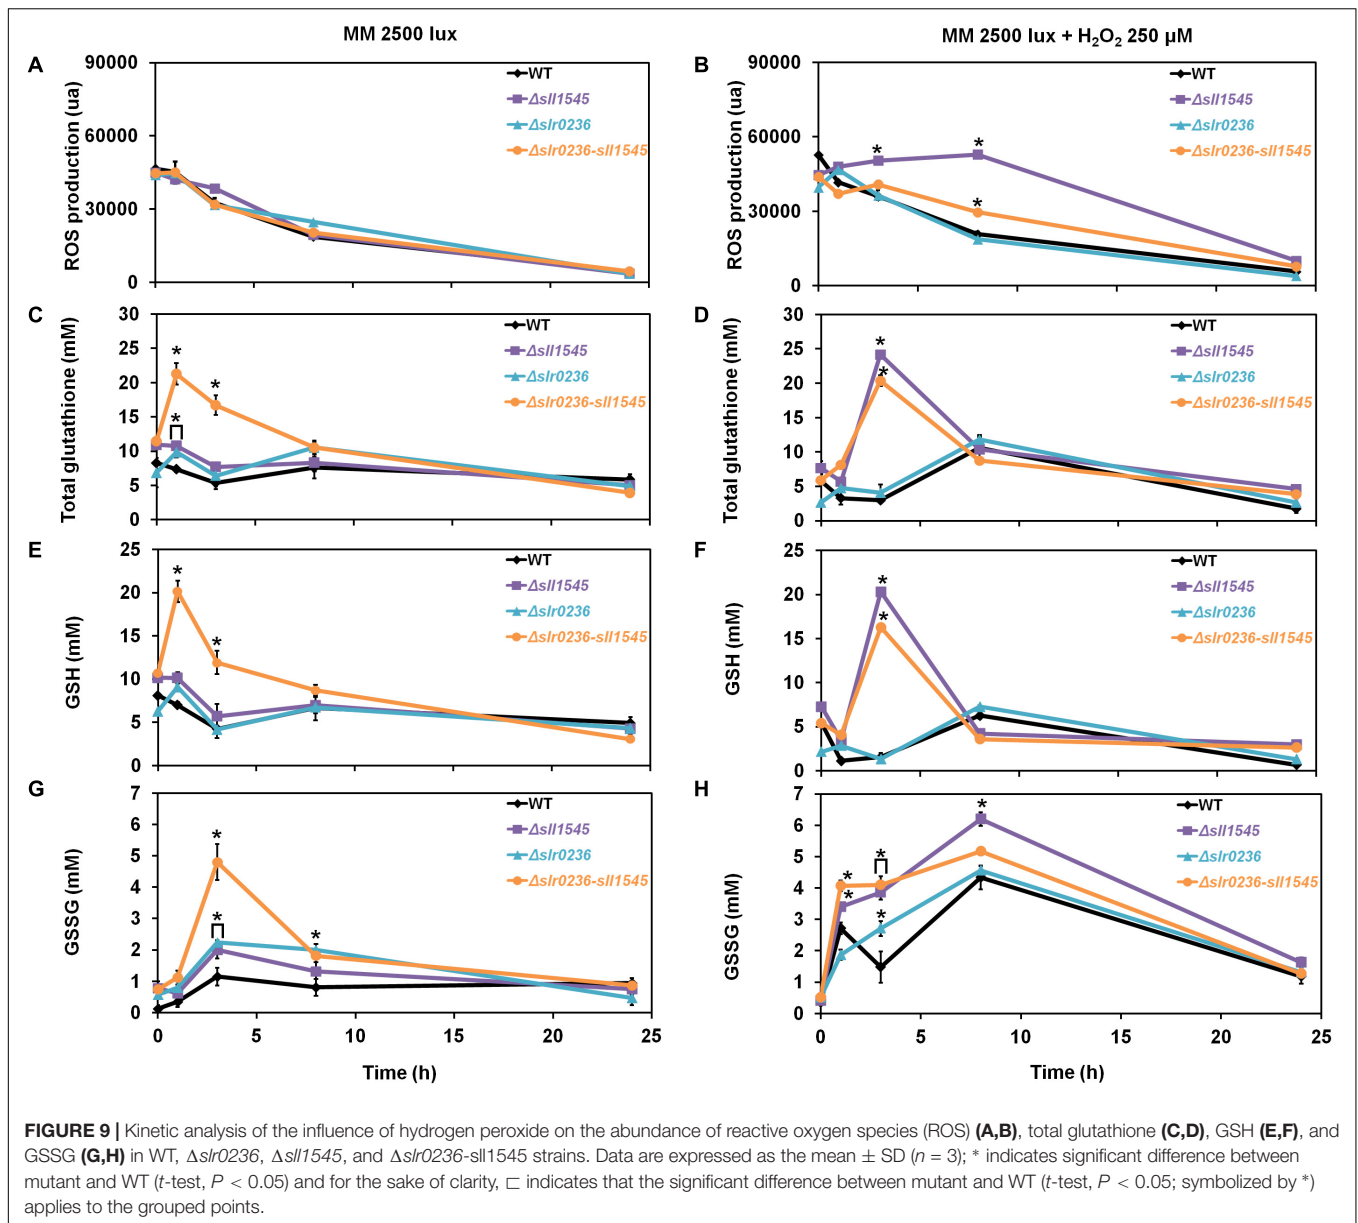 MM 2500 lux
MM 2500 lux + H₂O₂ 250 µM
A
ROS production (ua)
90000
60000
30000
0
WT
Δsll1545
Δslr0236
Δslr0236-sll1545
B
ROS production (ua)
90000
60000
30000
0
WT
Δsll1545
Δslr0236
Δslr0236-sll1545
* *
*
C
Total glutathione (mM)
30
25
20
15
10
5
0
WT
Δsll1545
Δslr0236
Δslr0236-sll1545
*
*
*
D
Total glutathione (mM)
30
25
20
15
10
5
0
WT
Δsll1545
Δslr0236
Δslr0236-sll1545
*
*
E
GSH (mM)
25
20
15
10
5
0
WT
Δsll1545
Δslr0236
Δslr0236-sll1545
*
*
F
GSH (mM)
25
20
15
10
5
0
WT
Δsll1545
Δslr0236
Δslr0236-sll1545
*
*
G
GSSG (mM)
7
6
5
4
3
2
1
0
WT
Δsll1545
Δslr0236
Δslr0236-sll1545
*
*
*
0 5 10 15 20 25
Time (h)
H
GSSG (mM)
7
6
5
4
3
2
1
0
WT
Δsll1545
Δslr0236
Δslr0236-sll1545
*
*
*
*
*
0 5 10 15 20 25
Time (h)
FIGURE 9 | Kinetic analysis of the influence of hydrogen peroxide on the abundance of reactive oxygen species (ROS) (A,B), total glutathione (C,D), GSH (E,F), and
GSSG (G,H) in WT, Δslr0236, Δsll1545, and Δslr0236-sll1545 strains. Data are expressed as the mean ± SD (n = 3); * indicates significant difference between
mutant and WT (t-test, P < 0.05) and for the sake of clarity, ⊏ indicates that the significant difference between mutant and WT (t-test, P < 0.05; symbolized by *)
applies to the grouped points.